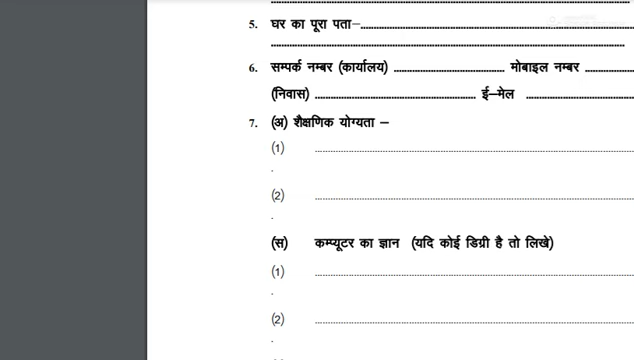 5. घर का पूरा पता–..............................
..............................
6. सम्पर्क नम्बर (कार्यालय) .............................. मोबाइल नम्बर ..............
(निवास) .............................. ई–मेल ..............................
7. (अ) शैक्षणिक योग्यता –
(1) ..............................
.
(2) ..............................
.
(स) कम्प्यूटर का ज्ञान (यदि कोई डिग्री है तो लिखे)
(1) ..............................
.
(2) ..............................
.